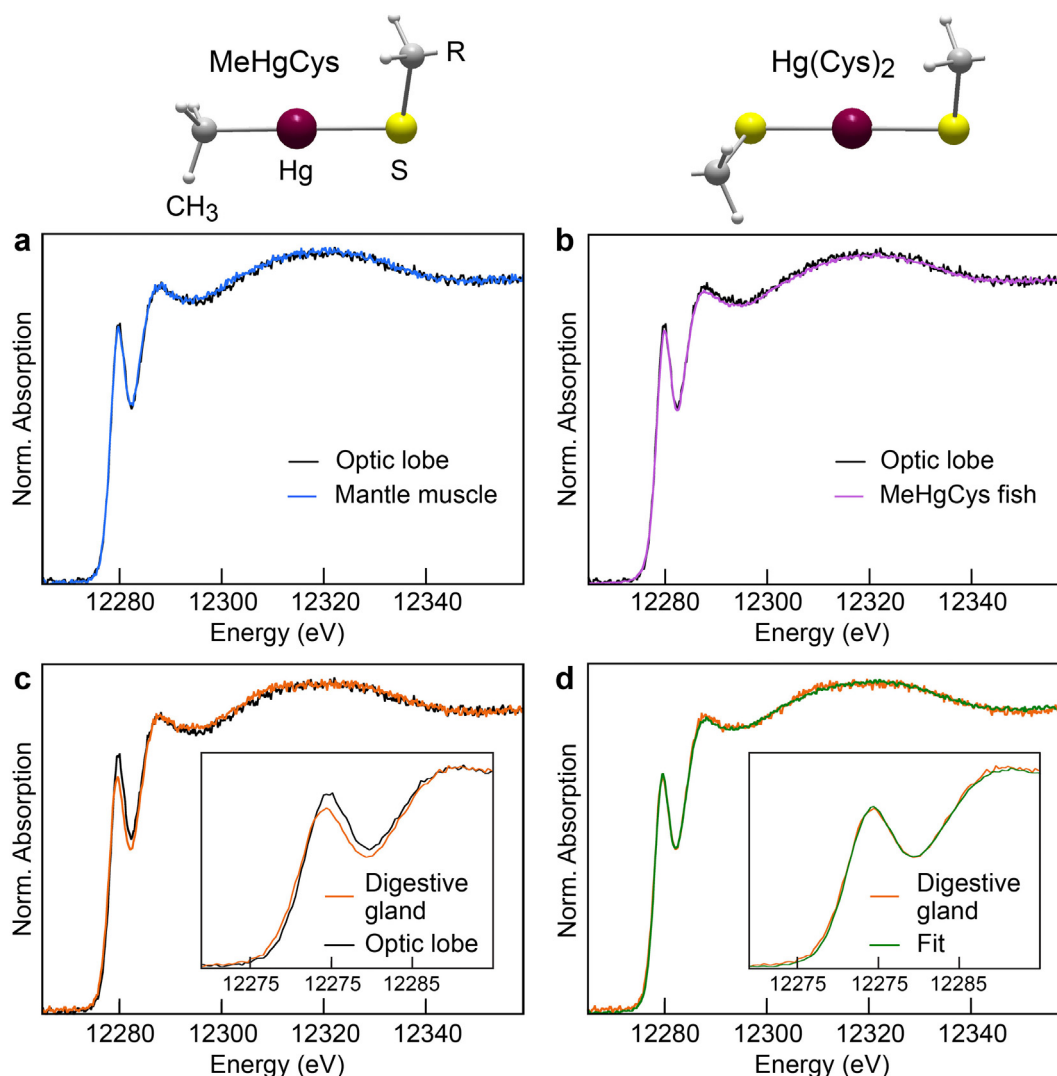 MeHgCys
R
Hg
S
CH3
Hg(Cys)2
a
Norm. Absorption
Optic lobe
Mantle muscle
12280 12300 12320 12340
Energy (eV)
b
Norm. Absorption
Optic lobe
MeHgCys fish
12280 12300 12320 12340
Energy (eV)
c
Norm. Absorption
Digestive
gland
Optic lobe
12275 12275 12285
12280 12300 12320 12340
Energy (eV)
d
Norm. Absorption
Digestive
gland
Fit
12275 12275 12285
12280 12300 12320 12340
Energy (eV)